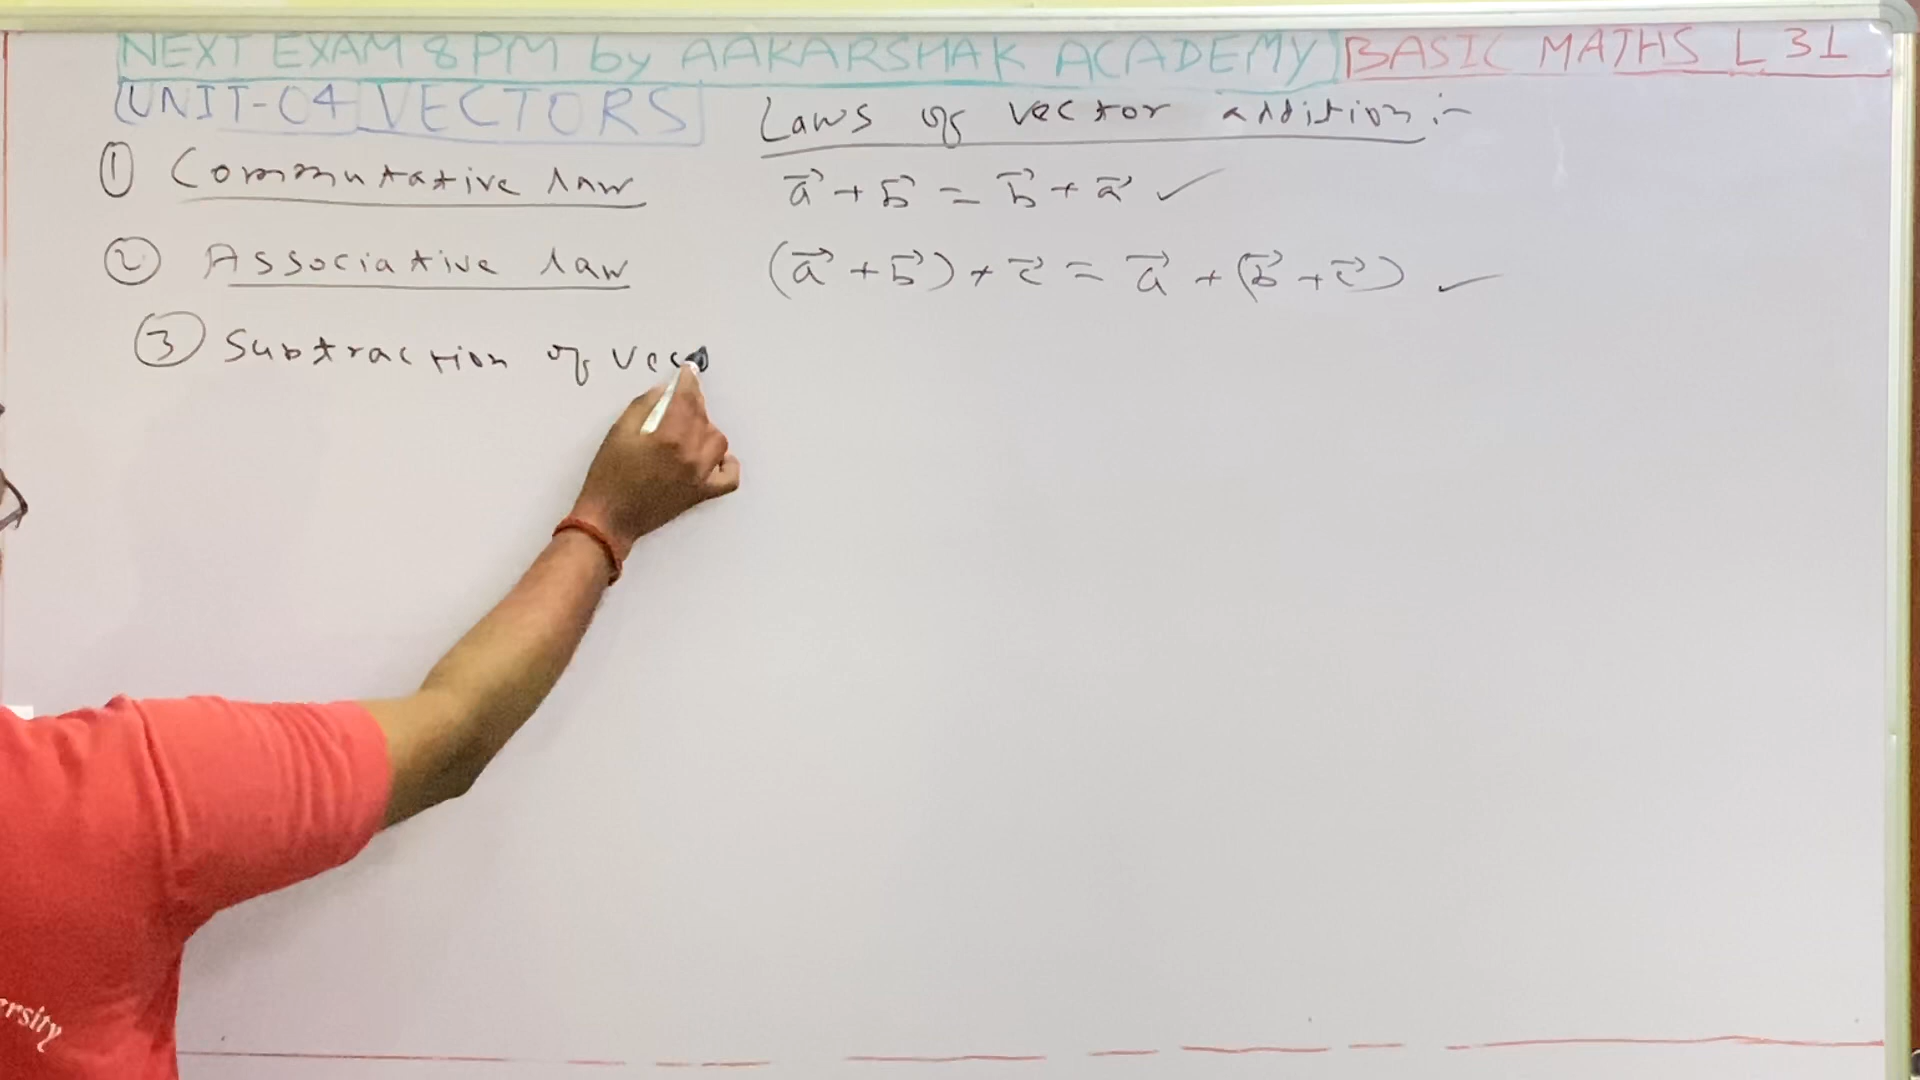 NEXT EXAM 8PM by AAKARSHAK ACADEMY BASIC MATHS L 31
UNIT-04 VECTORS Laws of vector addition :-
① Commutative law a⃗ + b⃗ = b⃗ + a⃗ ✓
② Associative law (a⃗ + b⃗) + c⃗ = a⃗ + (b⃗ + c⃗) ✓
③ Subtraction of vec
ersity